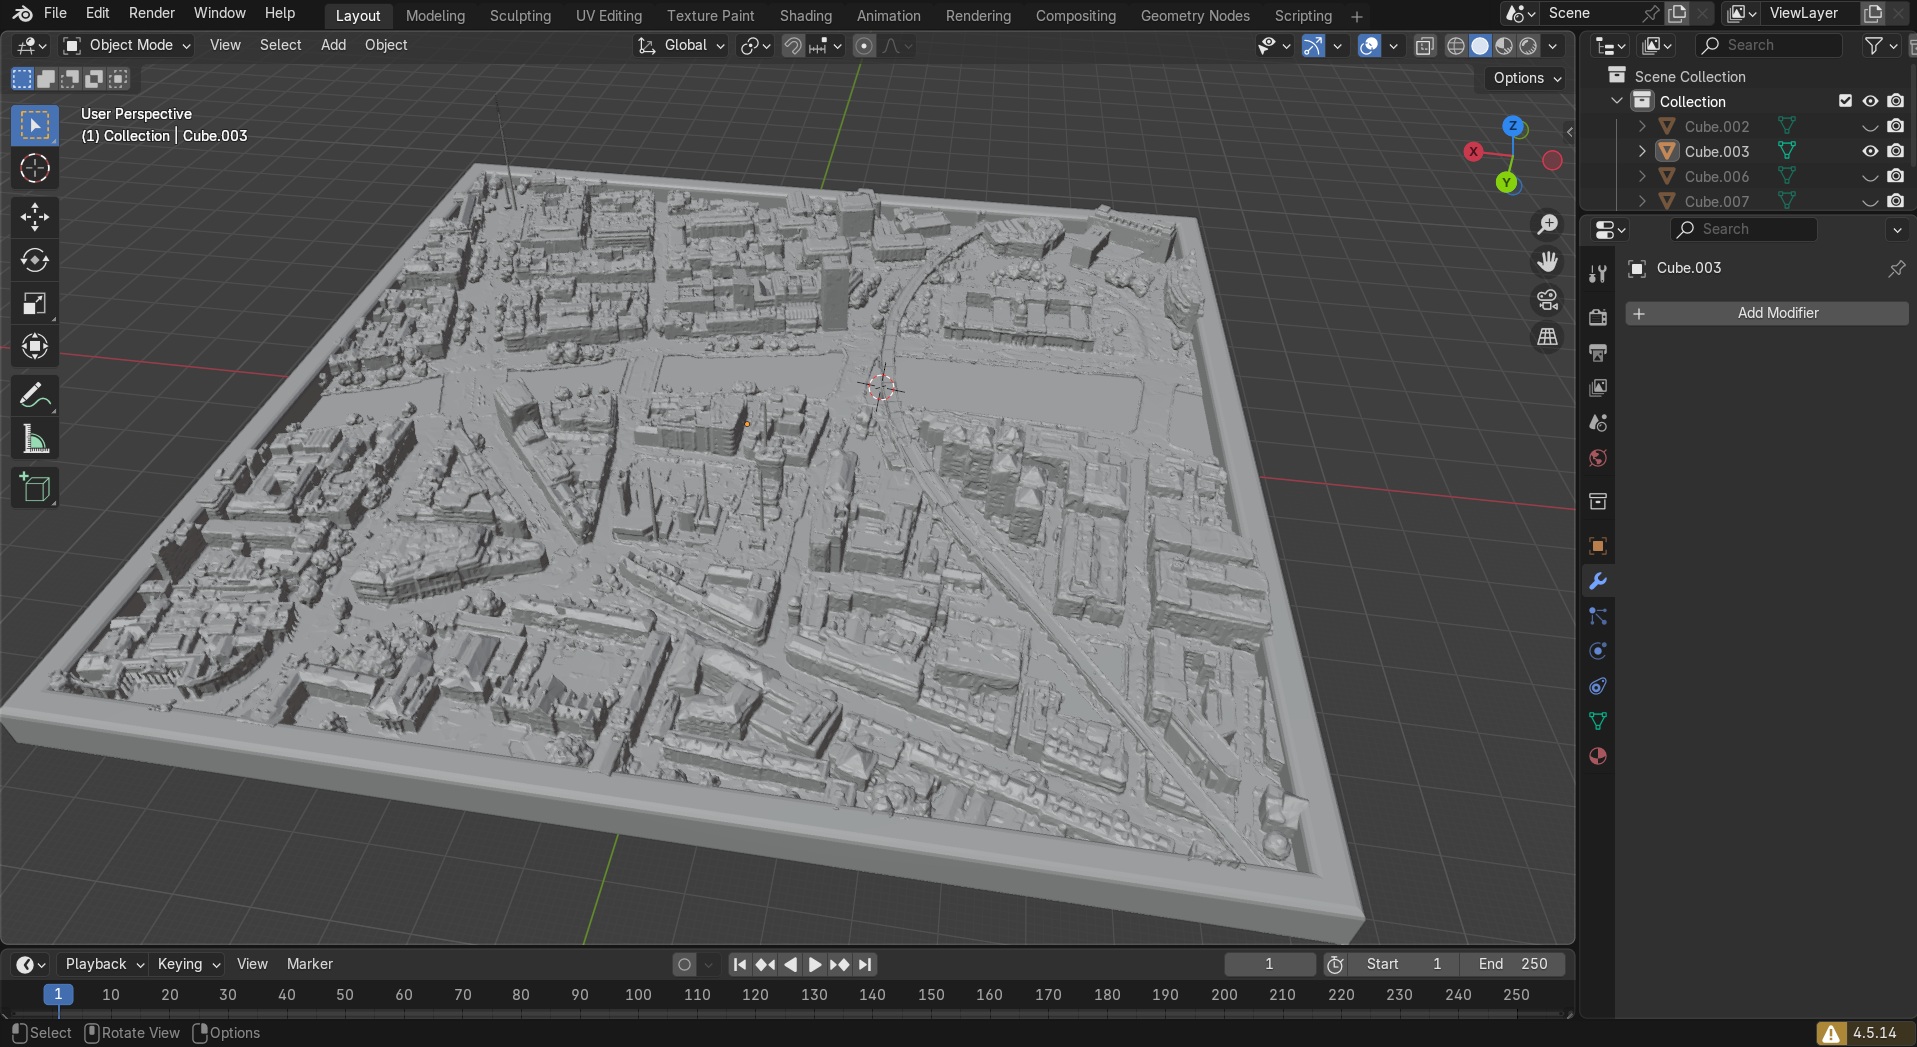 File Edit Render Window Help Layout Modeling Sculpting UV Editing Texture Paint Shading Animation Rendering Compositing Geometry Nodes Scripting + Scene ViewLayer
Object Mode View Select Add Object Global Search
Options
User Perspective
(1) Collection | Cube.003
Z
X
Y
Scene Collection
Collection
Cube.002
Cube.003
Cube.006
Cube.007
Search
Cube.003
+ Add Modifier
Playback Keying View Marker 1 Start 1 End 250
1 10 20 30 40 50 60 70 80 90 100 110 120 130 140 150 160 170 180 190 200 210 220 230 240 250
Select Rotate View Options 4.5.14